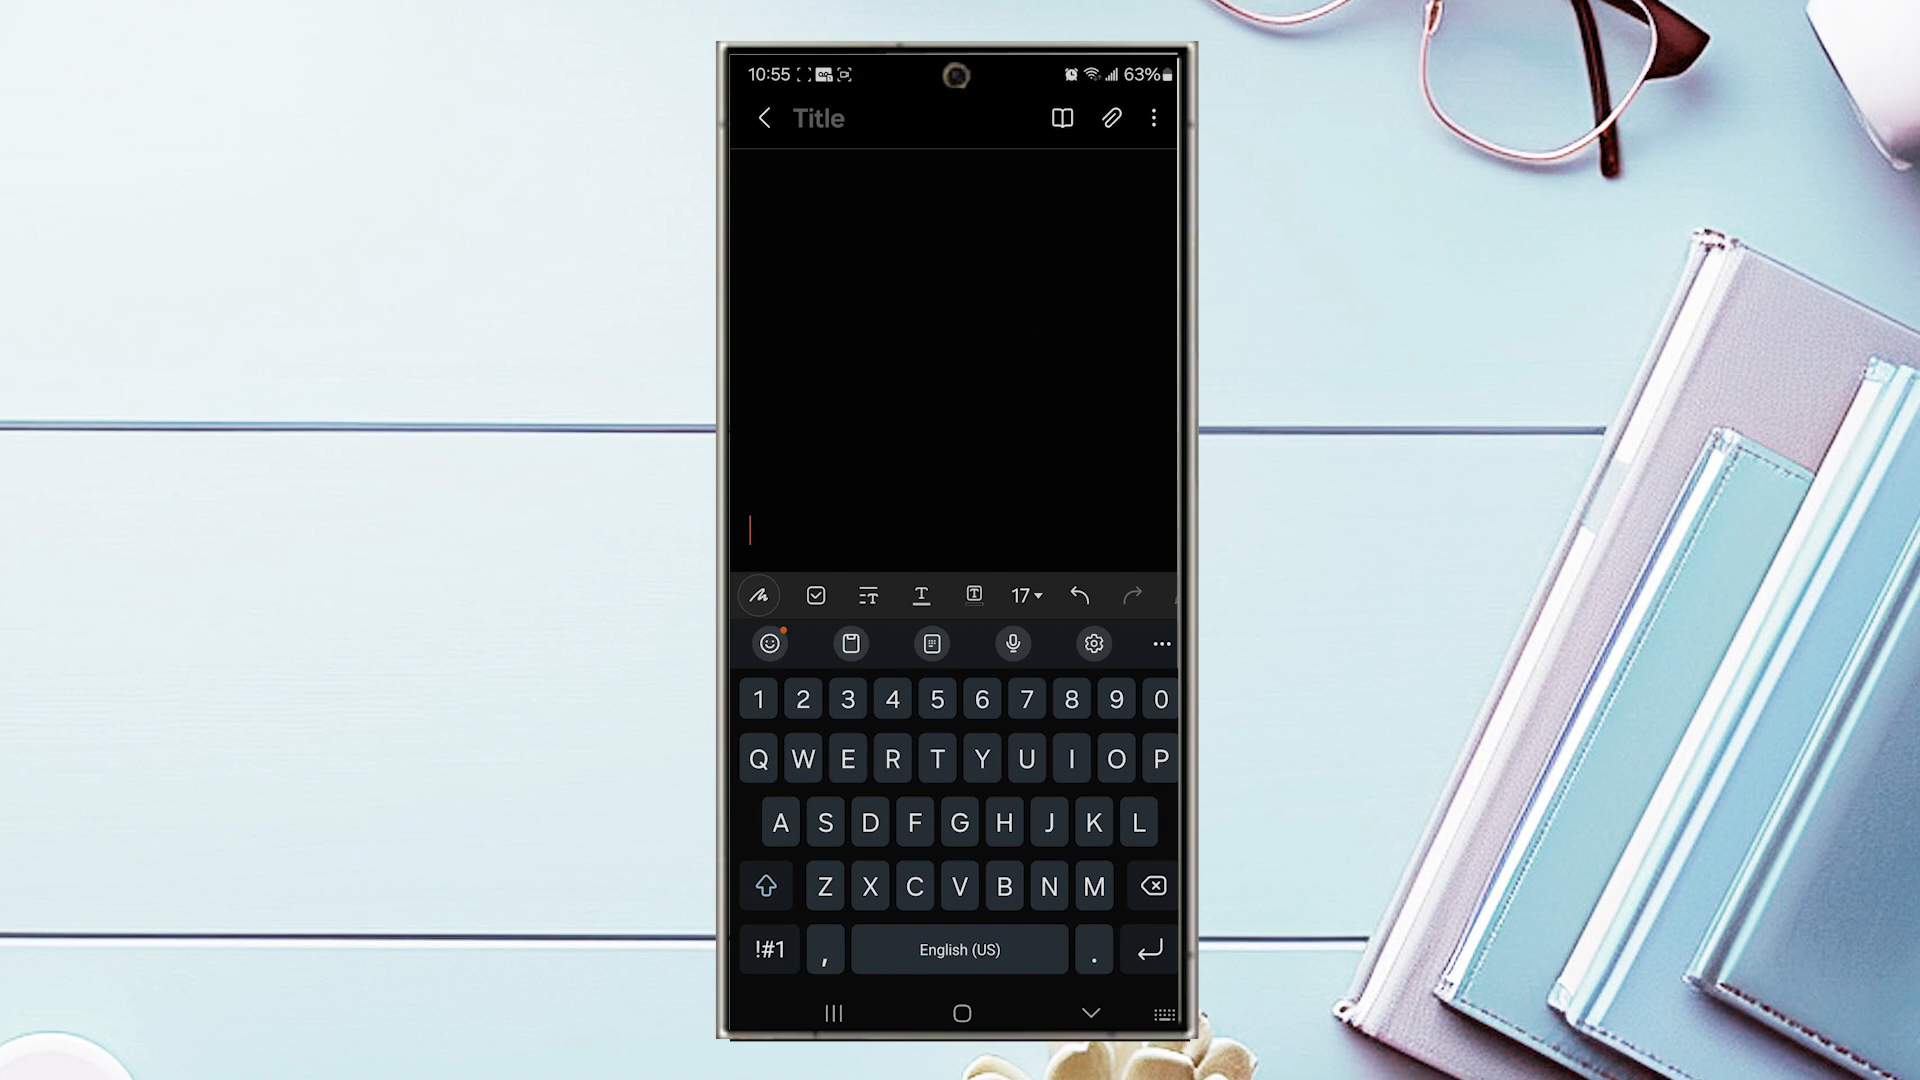 10:55 63%
Title
17
1 2 3 4 5 6 7 8 9 0
Q W E R T Y U I O P
A S D F G H J K L
Z X C V B N M
!#1 , English (US) .